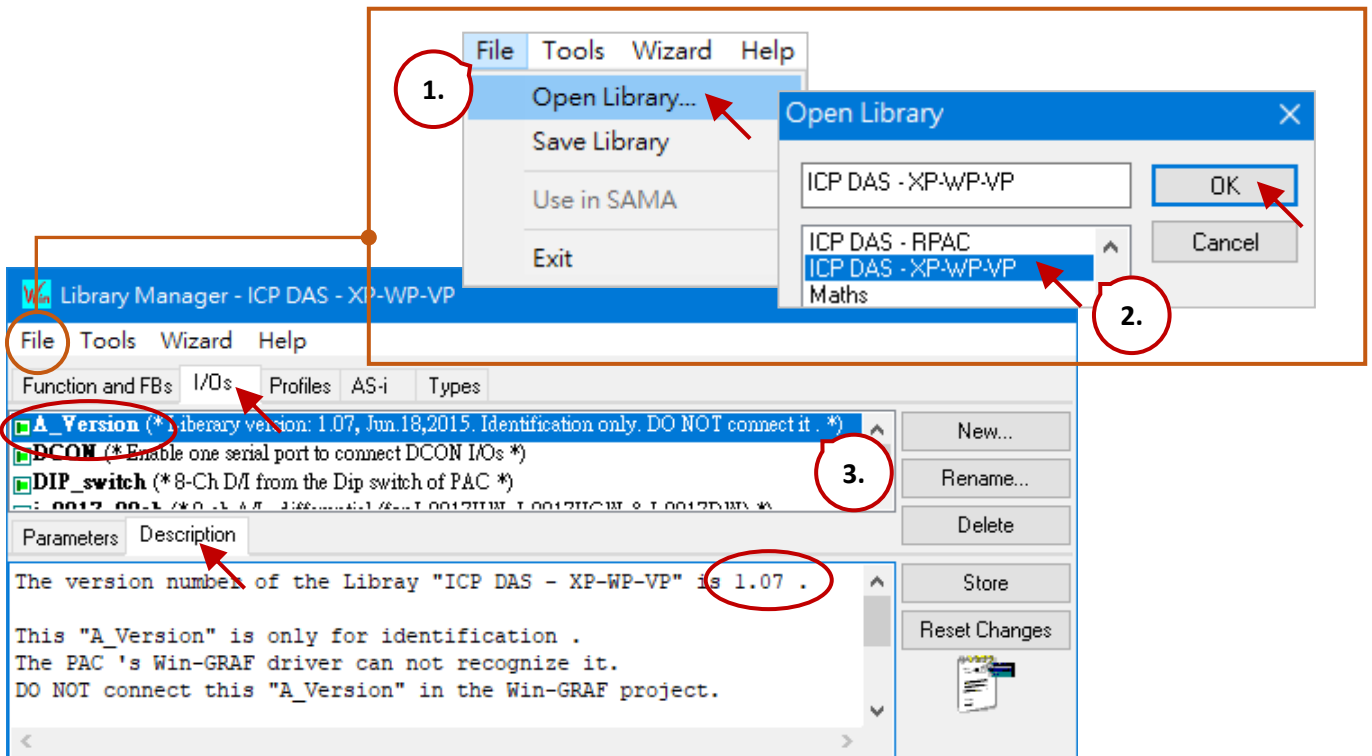 File Tools Wizard Help
1.
Open Library...
Save Library
Use in SAMA
Exit
Open Library
ICP DAS - XP-WP-VP
OK
Cancel
ICP DAS - RPAC
ICP DAS - XP-WP-VP
Maths
2.
Win Library Manager - ICP DAS - XP-WP-VP
File Tools Wizard Help
Function and FBs I/Os Profiles AS-i Types
A_Version (* Liberary version: 1.07, Jun.18,2015. Identification only. DO NOT connect it . *)
DCON (* Enable one serial port to connect DCON I/Os *)
DIP_switch (* 8-Ch D/I from the Dip switch of PAC *)
3.
New...
Rename...
Delete
Parameters Description
The version number of the Libray "ICP DAS - XP-WP-VP" is 1.07 .
This "A_Version" is only for identification .
The PAC 's Win-GRAF driver can not recognize it.
DO NOT connect this "A_Version" in the Win-GRAF project.
Store
Reset Changes